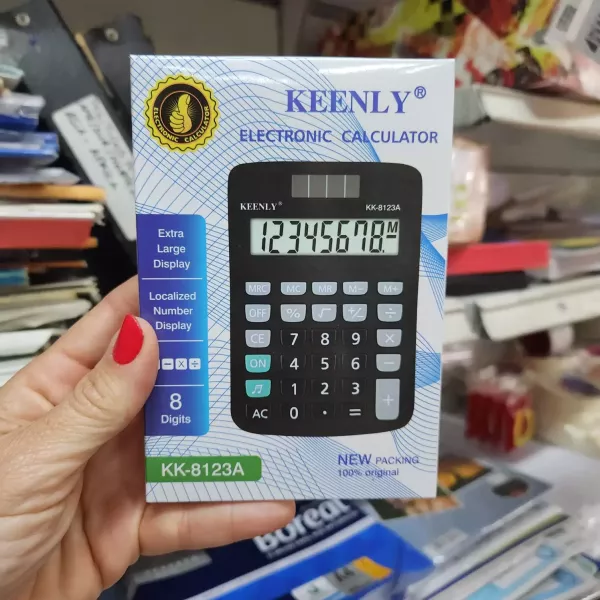 ELECTRONIC CALCULATOR
KEENLY®
ELECTRONIC CALCULATOR
KEENLY®
KK-8123A
12345678. M
MRC MC MR M− M+
OFF % √ +/− ÷
CE 7 8 9 ×
ON 4 5 6 −
1 2 3 +
AC 0 . =
Extra
Large
Display
Localized
Number
Display
− × ÷
8
Digits
KK-8123A
NEW PACKING
100% original
Boreal
A4